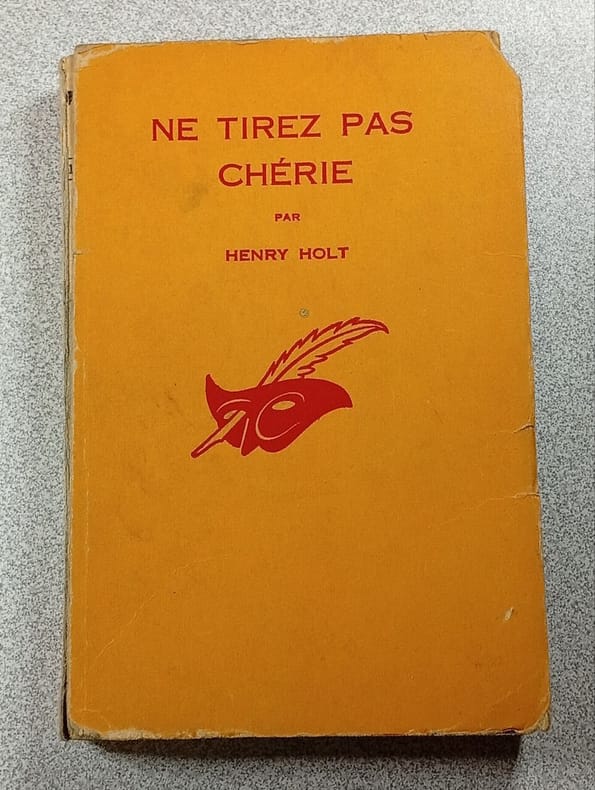 NE TIREZ PAS
CHÉRIE
PAR
HENRY HOLT